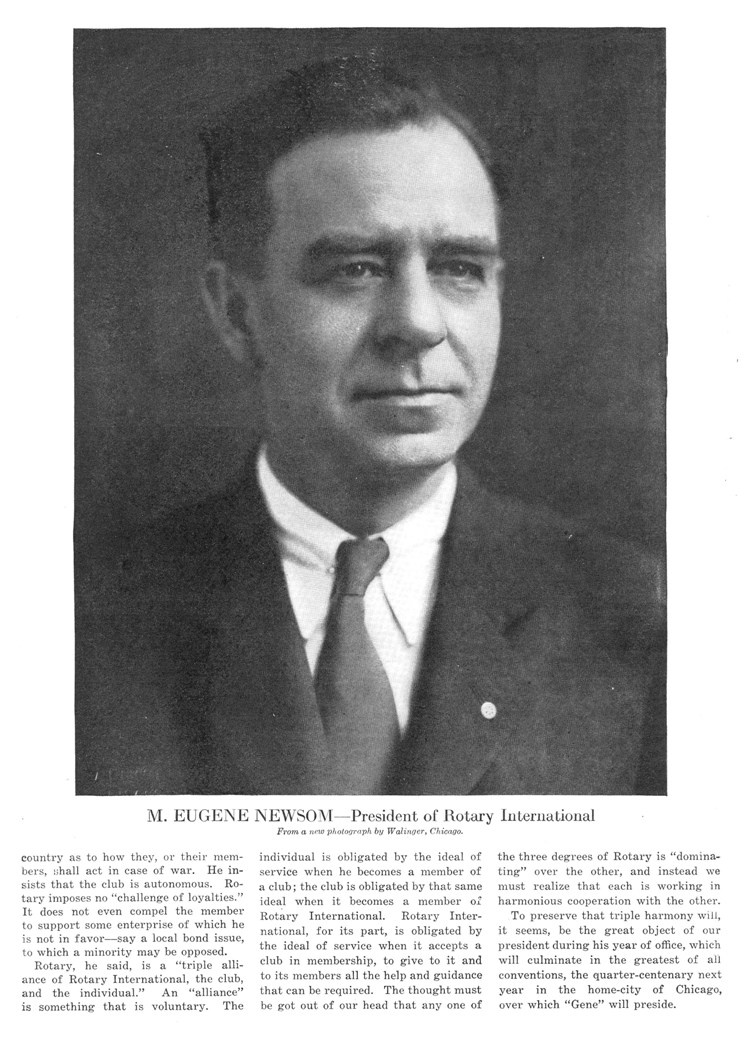 M. EUGENE NEWSOM—President of Rotary International
From a new photograph by Walinger, Chicago.
country as to how they, or their mem-
bers, shall act in case of war. He in-
sists that the club is autonomous. Ro-
tary imposes no "challenge of loyalties."
It does not even compel the member
to support some enterprise of which he
is not in favor—say a local bond issue,
to which a minority may be opposed.
Rotary, he said, is a "triple alli-
ance of Rotary International, the club,
and the individual." An "alliance"
is something that is voluntary. The
individual is obligated by the ideal of
service when he becomes a member of
a club; the club is obligated by that same
ideal when it becomes a member of
Rotary International. Rotary Inter-
national, for its part, is obligated by
the ideal of service when it accepts a
club in membership, to give to it and
to its members all the help and guidance
that can be required. The thought must
be got out of our head that any one of
the three degrees of Rotary is "domina-
ting" over the other, and instead we
must realize that each is working in
harmonious cooperation with the other.
To preserve that triple harmony will,
it seems, be the great object of our
president during his year of office, which
will culminate in the greatest of all
conventions, the quarter-centenary next
year in the home-city of Chicago,
over which "Gene" will preside.